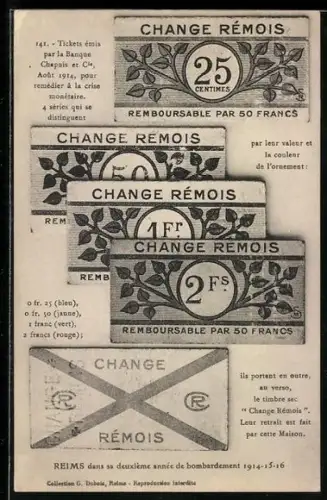 141. - Tickets émis
par la Banque
Chapuis et Cie,
Août 1914, pour
remédier à la crise
monétaire.
4 séries qui se
distinguent
CHANGE RÉMOIS
25
CENTIMES
REMBOURSABLE PAR 50 FRANCS
CHANGE RÉMOIS
50
REM
par leur valeur et
la couleur
de l'ornement :
CHANGE RÉMOIS
1Fr
REMB
CHANGE RÉMOIS
2Fs
REMBOURSABLE PAR 50 FRANCS
0 fr. 25 (bleu),
0 fr. 50 (jaune),
1 franc (vert),
2 francs (rouge) ;
CHANGE
CR
CR
RÉMOIS
ils portent en outre,
au verso,
le timbre sec
" Change Rémois ".
Leur retrait est fait
par cette Maison.
REIMS dans sa deuxième année de bombardement 1914-15-16
Collection G. Dubois, Reims - Reproduction Interdite